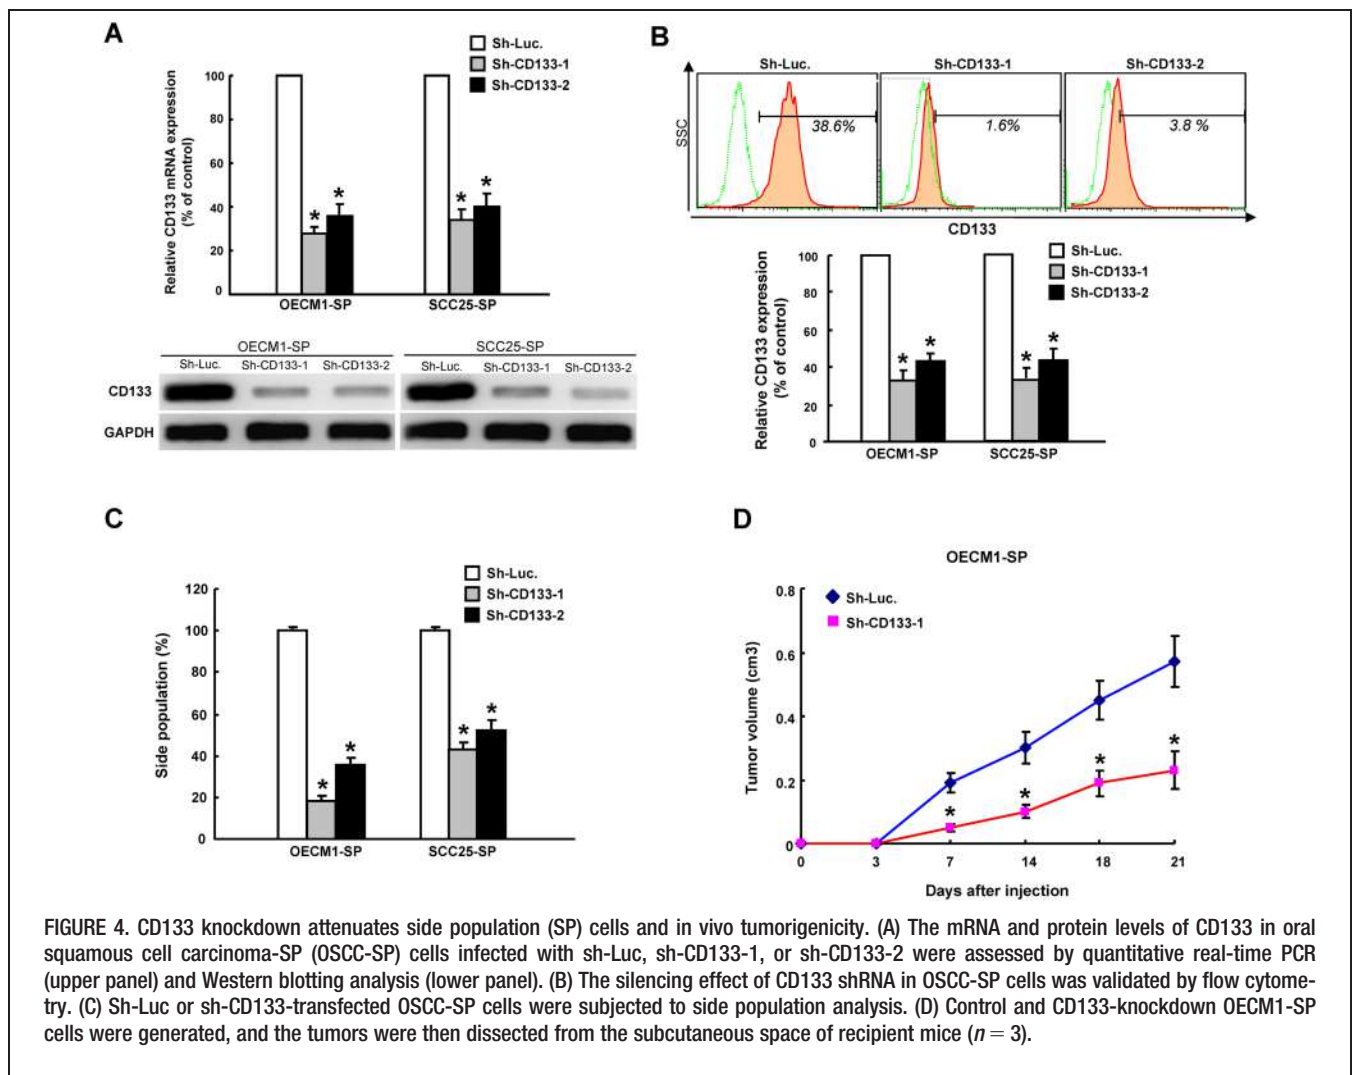 A
Sh-Luc.
Sh-CD133-1
Sh-CD133-2
Relative CD133 mRNA expression
(% of control)
100
80
60
40
20
0
* * * *
OECM1-SP SCC25-SP
OECM1-SP SCC25-SP
Sh-Luc. Sh-CD133-1 Sh-CD133-2 Sh-Luc. Sh-CD133-1 Sh-CD133-2
CD133
GAPDH
B
Sh-Luc. Sh-CD133-1 Sh-CD133-2
SSC
38.6% 1.6% 3.8 %
CD133
Sh-Luc.
Sh-CD133-1
Sh-CD133-2
Relative CD133 expression
(% of control)
100
80
60
40
20
0
* * * *
OECM1-SP SCC25-SP
C
Sh-Luc.
Sh-CD133-1
Sh-CD133-2
Side population (%)
120
100
80
60
40
20
0
* * * *
OECM1-SP SCC25-SP
D
OECM1-SP
Sh-Luc.
Sh-CD133-1
Tumor volume (cm3)
0.8
0.6
0.4
0.2
0
* * * *
0 3 7 14 18 21
Days after injection
FIGURE 4. CD133 knockdown attenuates side population (SP) cells and in vivo tumorigenicity. (A) The mRNA and protein levels of CD133 in oral
squamous cell carcinoma-SP (OSCC-SP) cells infected with sh-Luc, sh-CD133-1, or sh-CD133-2 were assessed by quantitative real-time PCR
(upper panel) and Western blotting analysis (lower panel). (B) The silencing effect of CD133 shRNA in OSCC-SP cells was validated by flow cytome-
try. (C) Sh-Luc or sh-CD133-transfected OSCC-SP cells were subjected to side population analysis. (D) Control and CD133-knockdown OECM1-SP
cells were generated, and the tumors were then dissected from the subcutaneous space of recipient mice (n = 3).